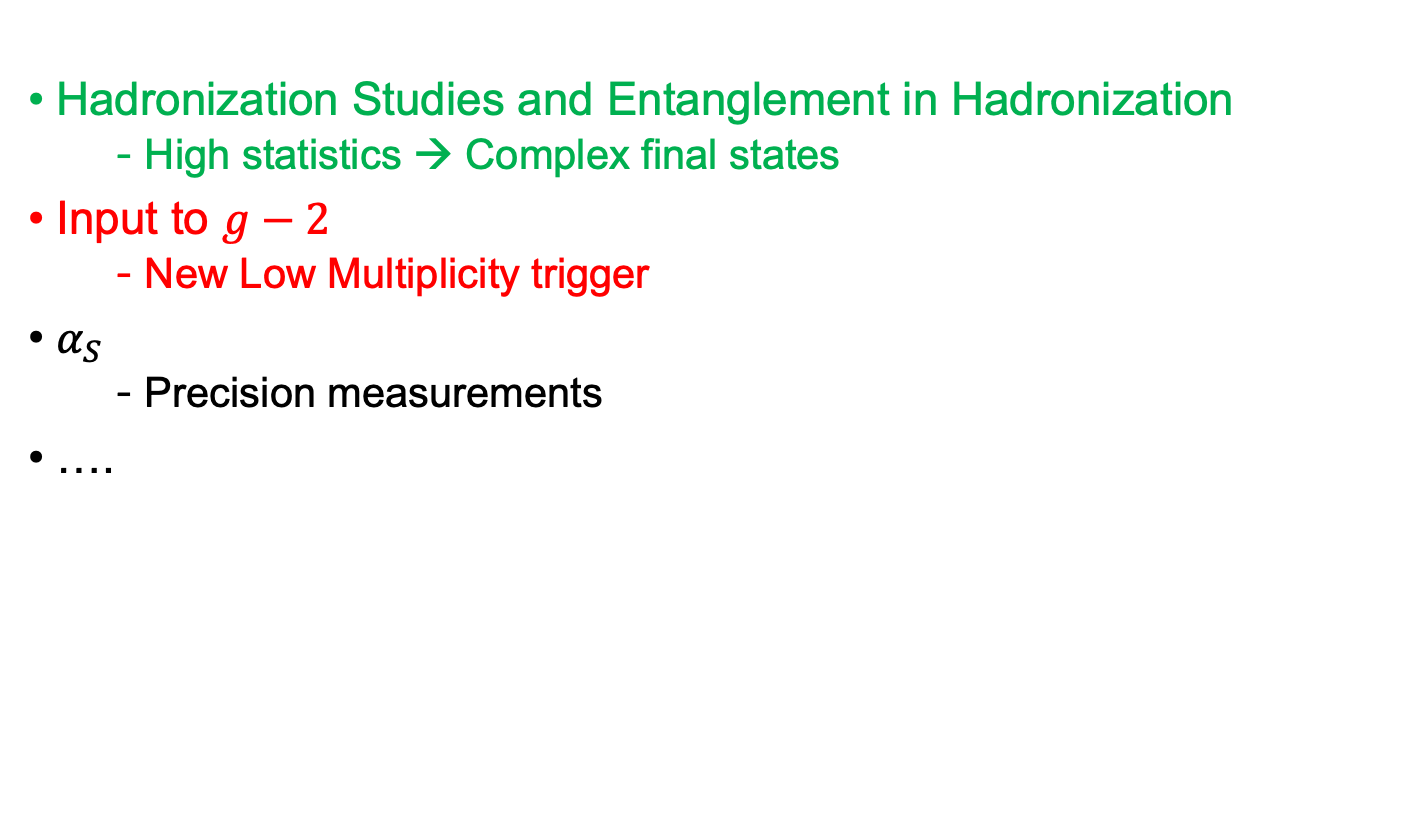 • Hadronization Studies and Entanglement in Hadronization
- High statistics → Complex final states
• Input to g − 2
- New Low Multiplicity trigger
• αS
- Precision measurements
• ….